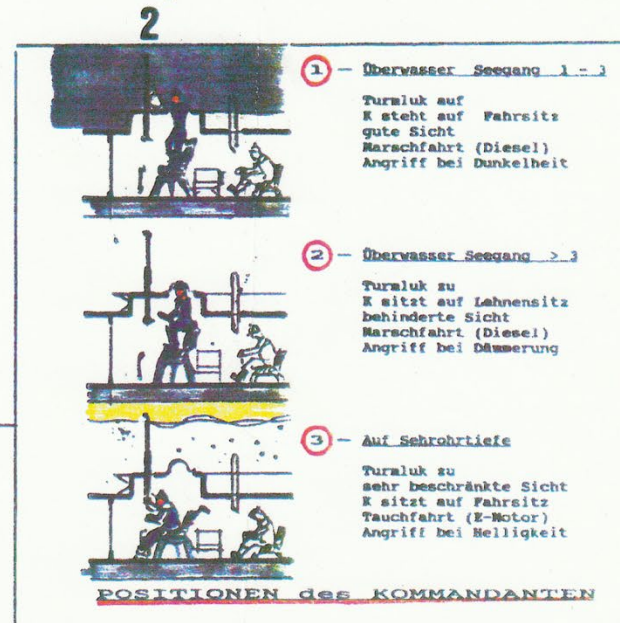 2
1 — Überwasser Seegang 1 - 3
Turmluk auf
K steht auf Fahrsitz
gute Sicht
Marschfahrt (Diesel)
Angriff bei Dunkelheit
2 — Überwasser Seegang > 3
Turmluk zu
K sitzt auf Lehnensitz
behinderte Sicht
Marschfahrt (Diesel)
Angriff bei Dämmerung
3 — Auf Sehrohrtiefe
Turmluk zu
sehr beschränkte Sicht
K sitzt auf Fahrsitz
Tauchfahrt (E-Motor)
Angriff bei Helligkeit
POSITIONEN des KOMMANDANTEN